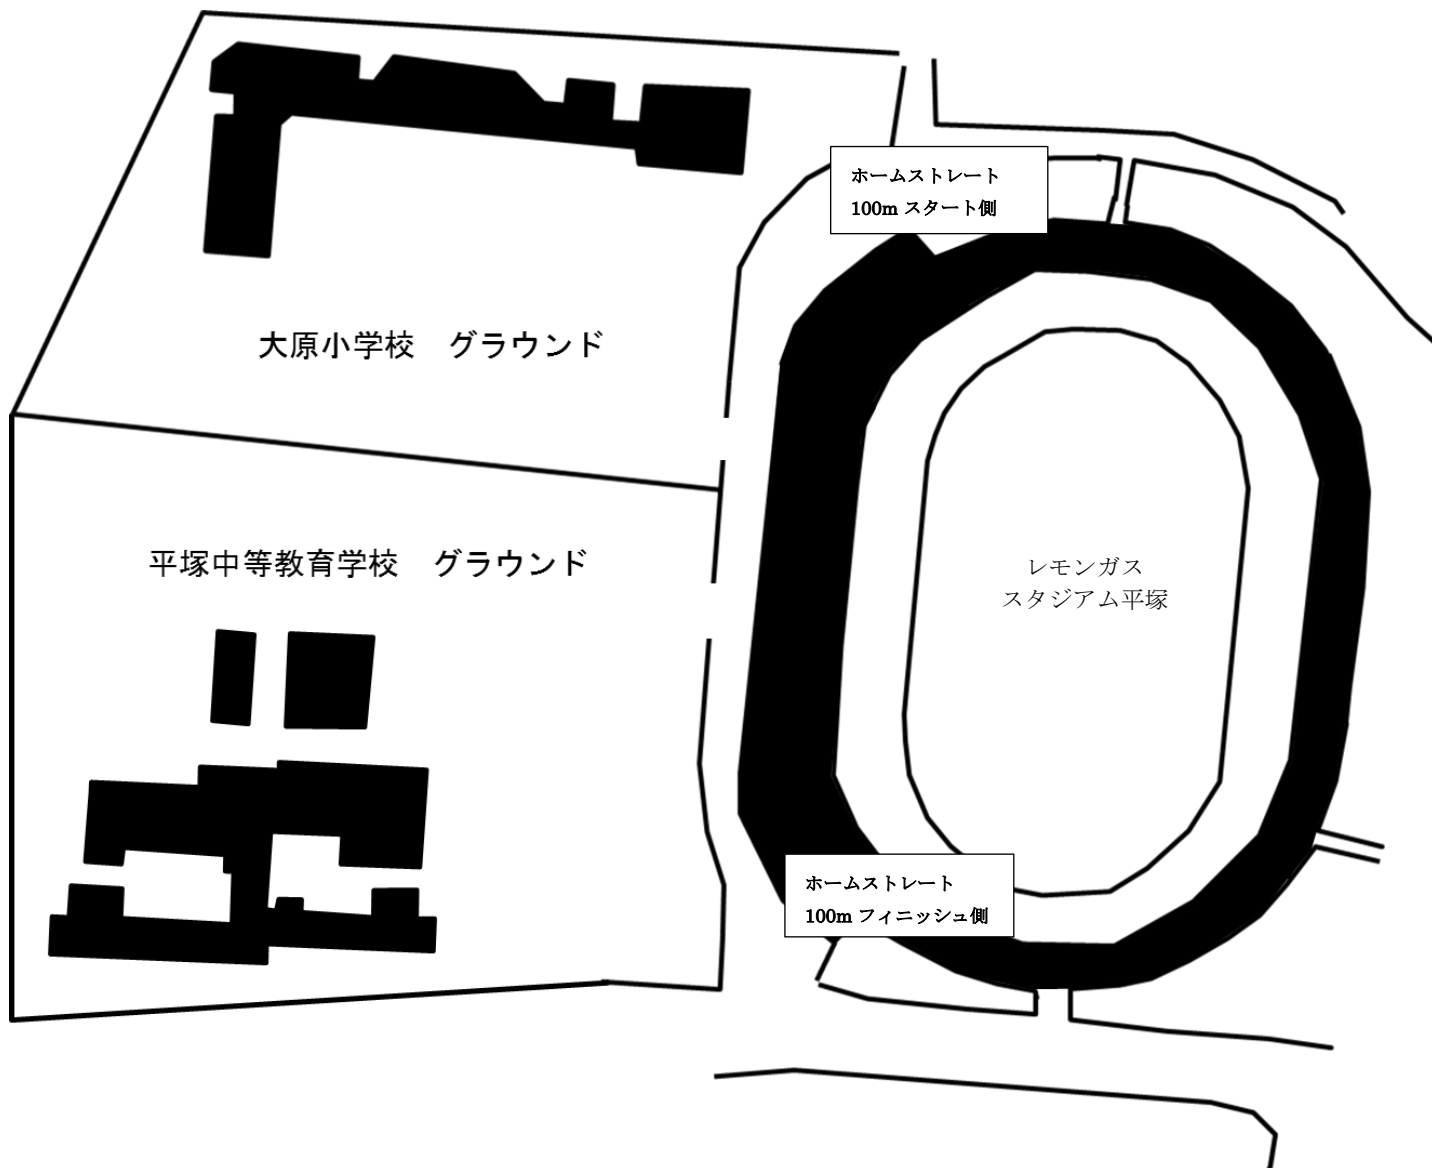 ホームストレート
100m スタート側
大原小学校　グラウンド
平塚中等教育学校　グラウンド
レモンガス
スタジアム平塚
ホームストレート
100m フィニッシュ側